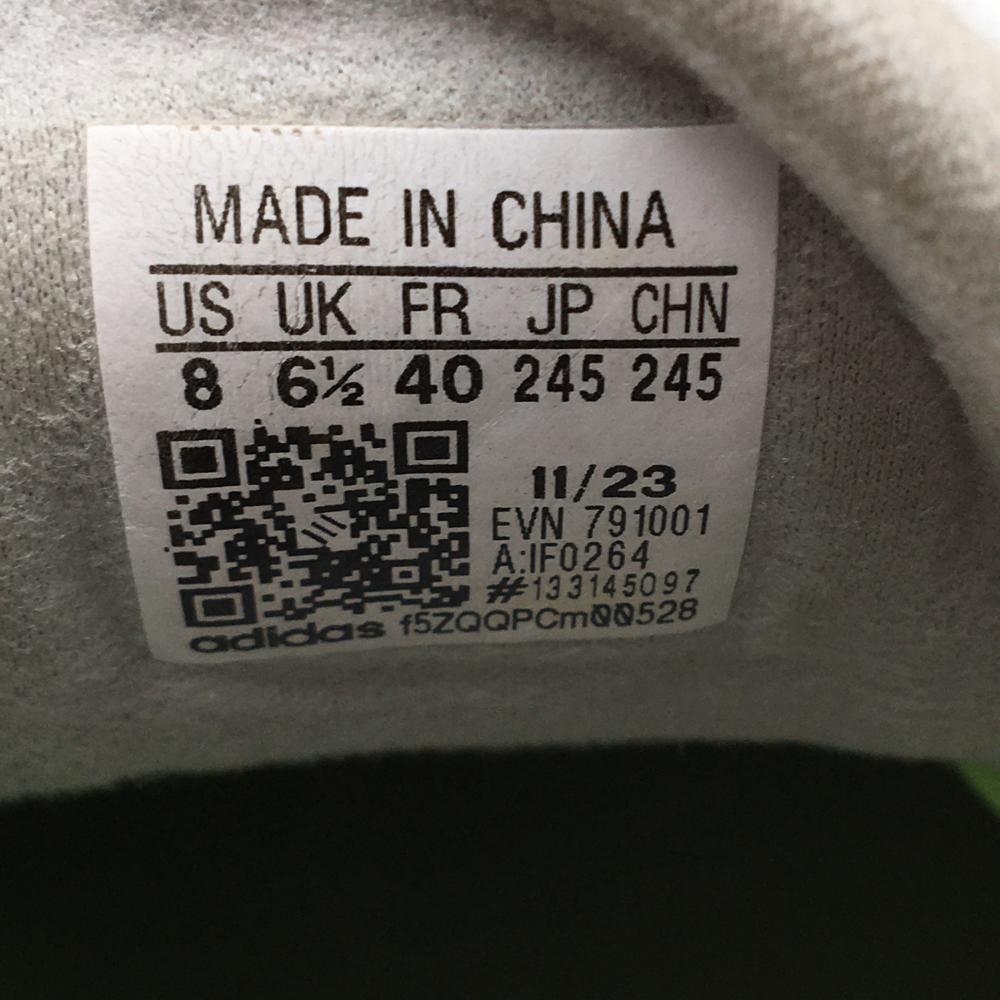 MADE IN CHINA
US UK FR JP CHN
8 6½ 40 245 245
11/23
EVN 791001
A:IF0264
#133145097
adidas f5ZQQPCm00528